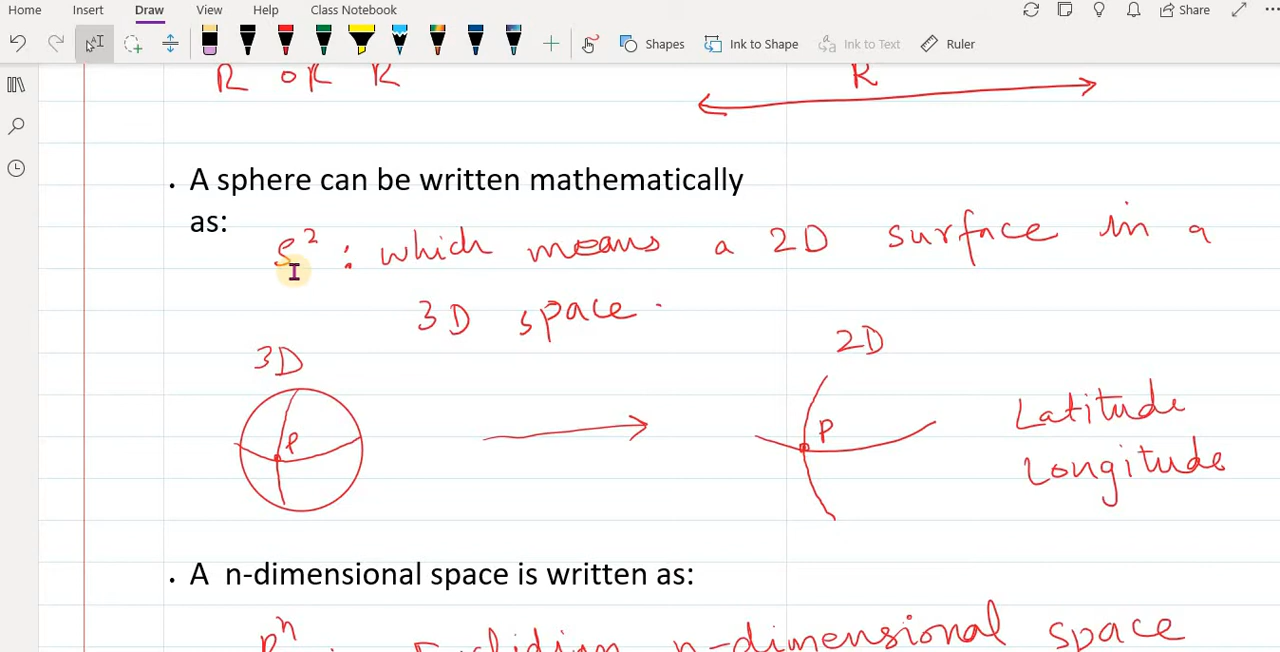 Home Insert Draw View Help Class Notebook Share
Shapes Ink to Shape Ink to Text Ruler
R or R R
. A sphere can be written mathematically
as:
S² : which means a 2D surface in a
3D space.
3D 2D
P P Latitude
Longitude
. A n-dimensional space is written as:
Rⁿ : Euclidian n-dimensional space